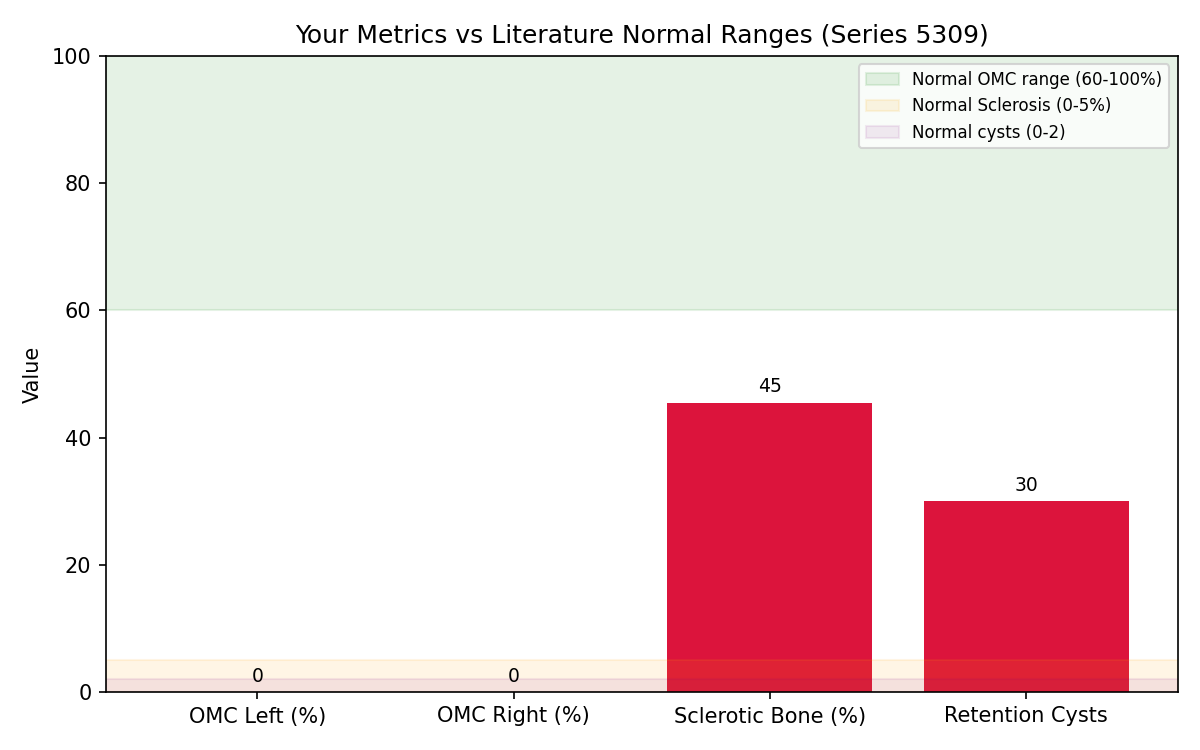 Your Metrics vs Literature Normal Ranges (Series 5309)
100
80
60
40
20
0
Value
Normal OMC range (60-100%)
Normal Sclerosis (0-5%)
Normal cysts (0-2)
0
0
45
30
OMC Left (%)
OMC Right (%)
Sclerotic Bone (%)
Retention Cysts